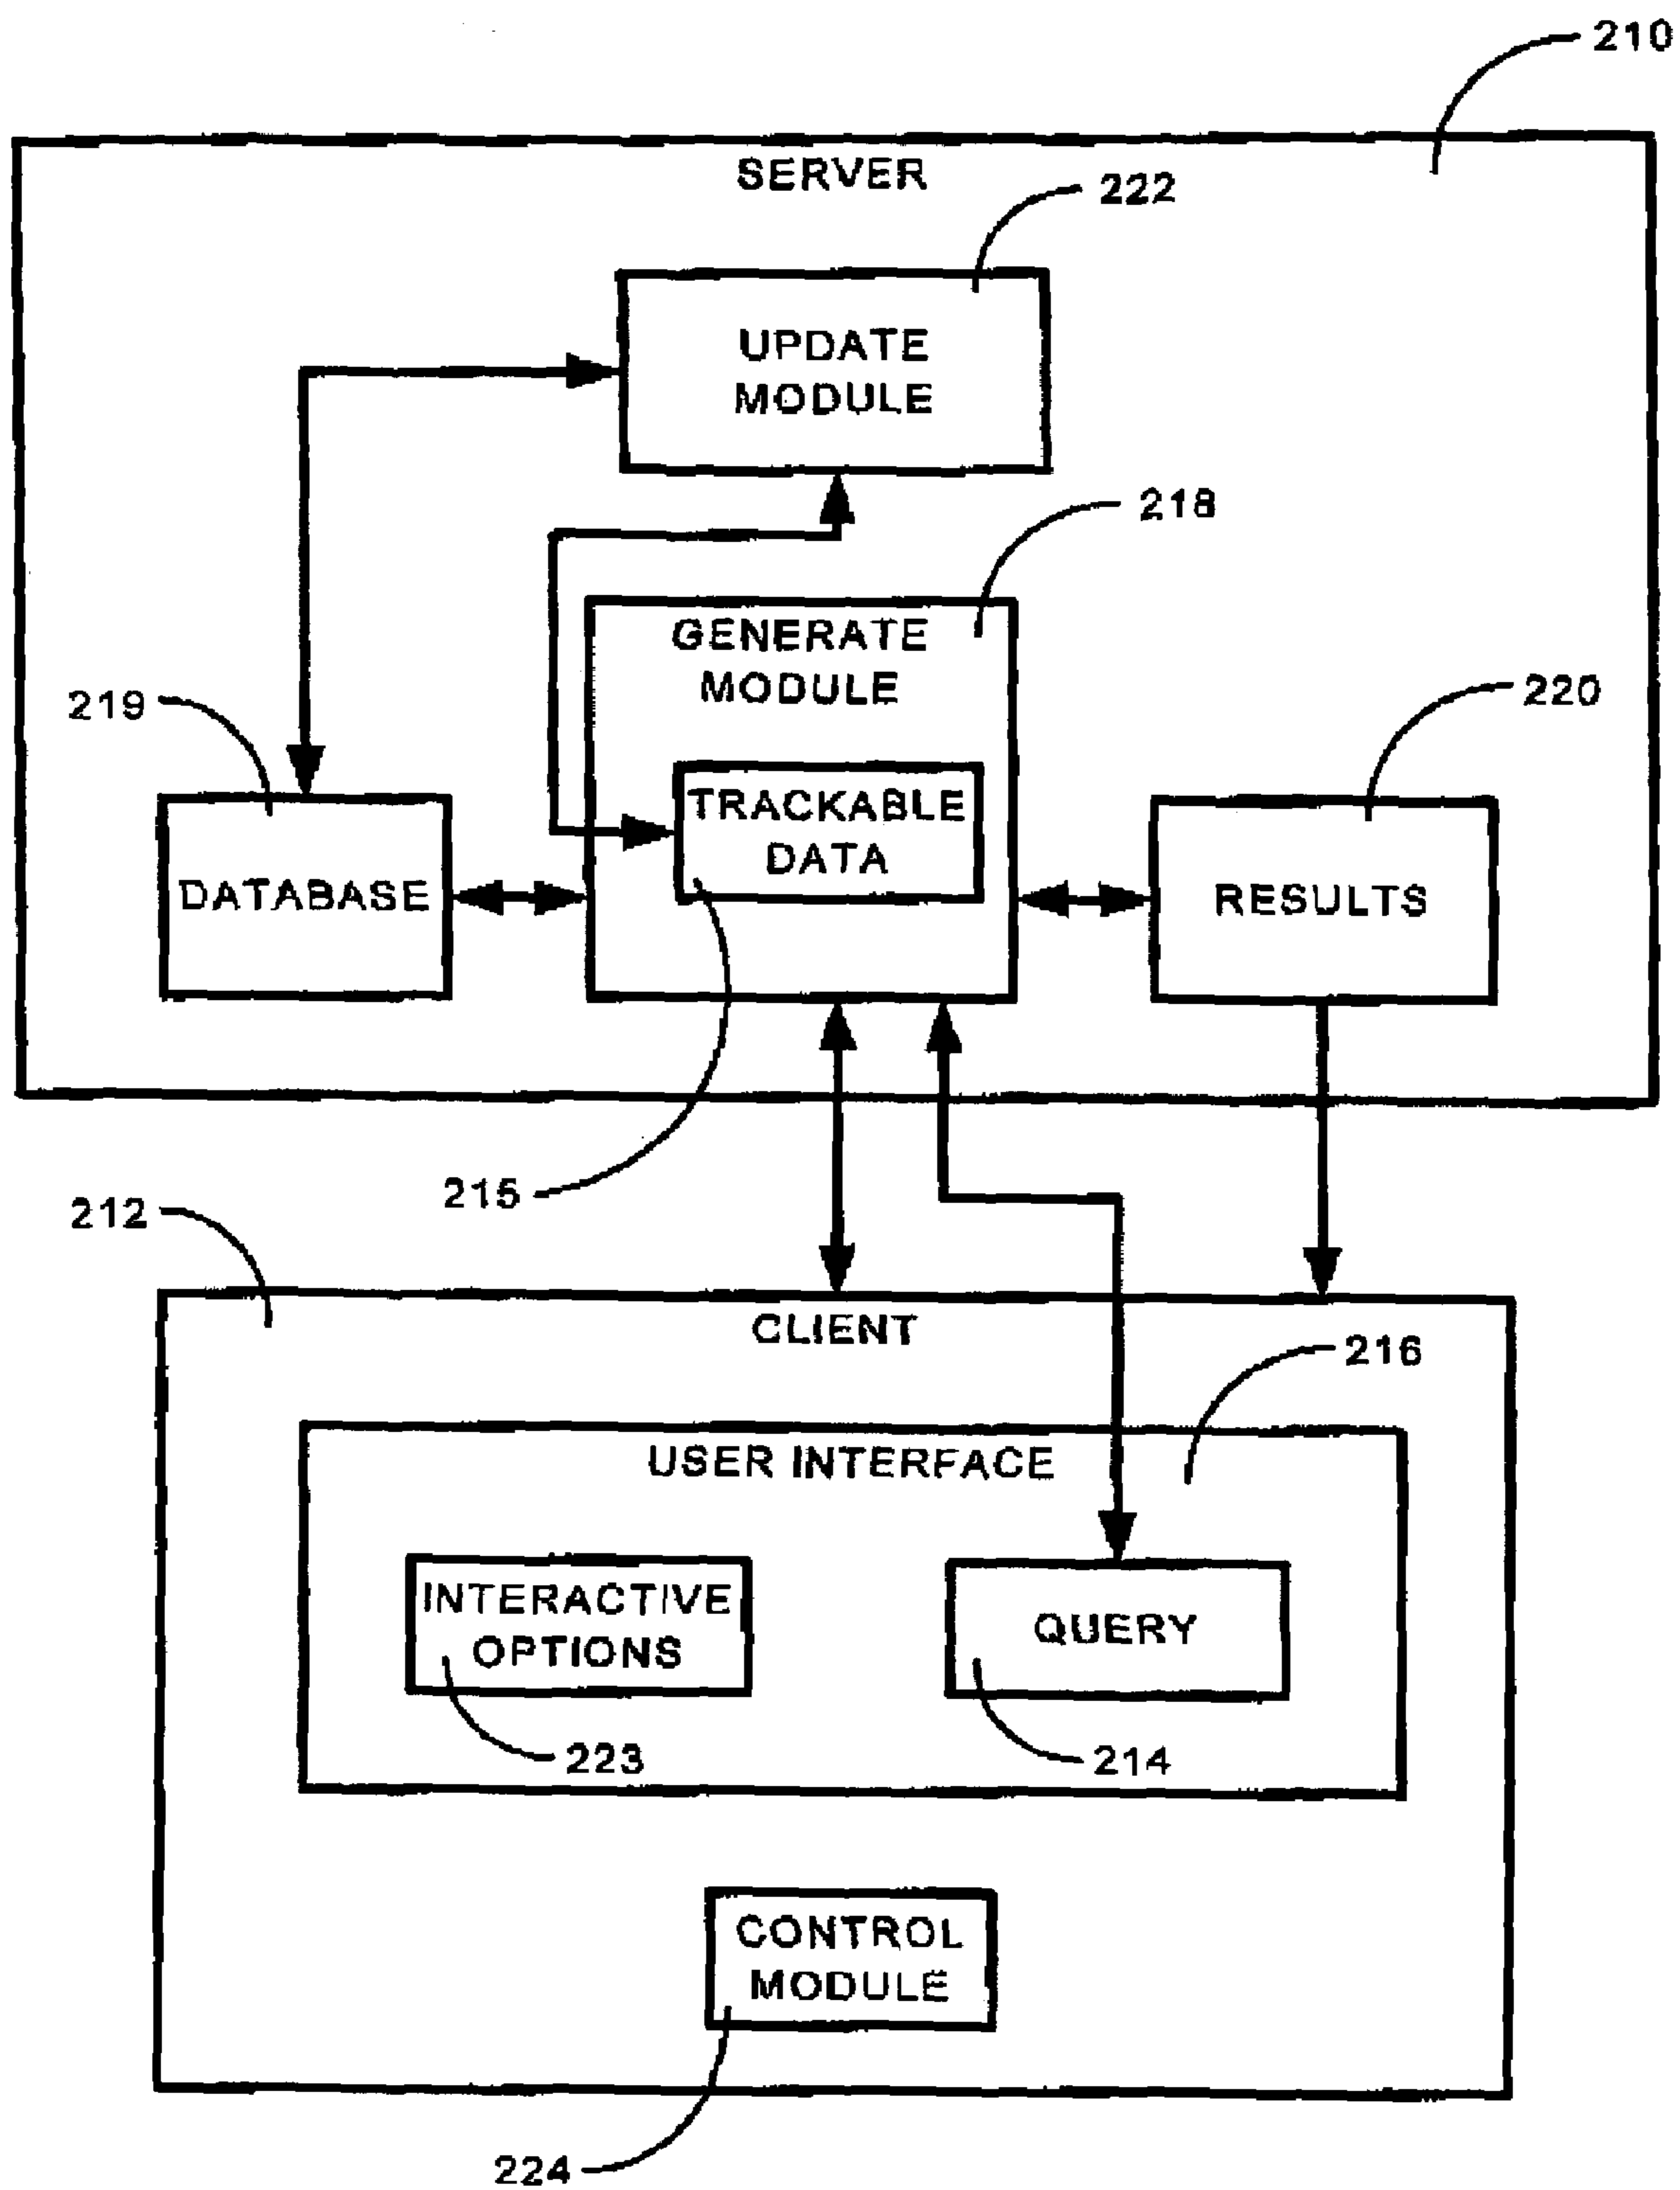 210
SERVER
222
UPDATE
MODULE
218
GENERATE
MODULE
219
220
TRACKABLE
DATA
DATABASE
RESULTS
215
212
CLIENT
216
USER INTERFACE
INTERACTIVE
OPTIONS
QUERY
223
214
CONTROL
MODULE
224